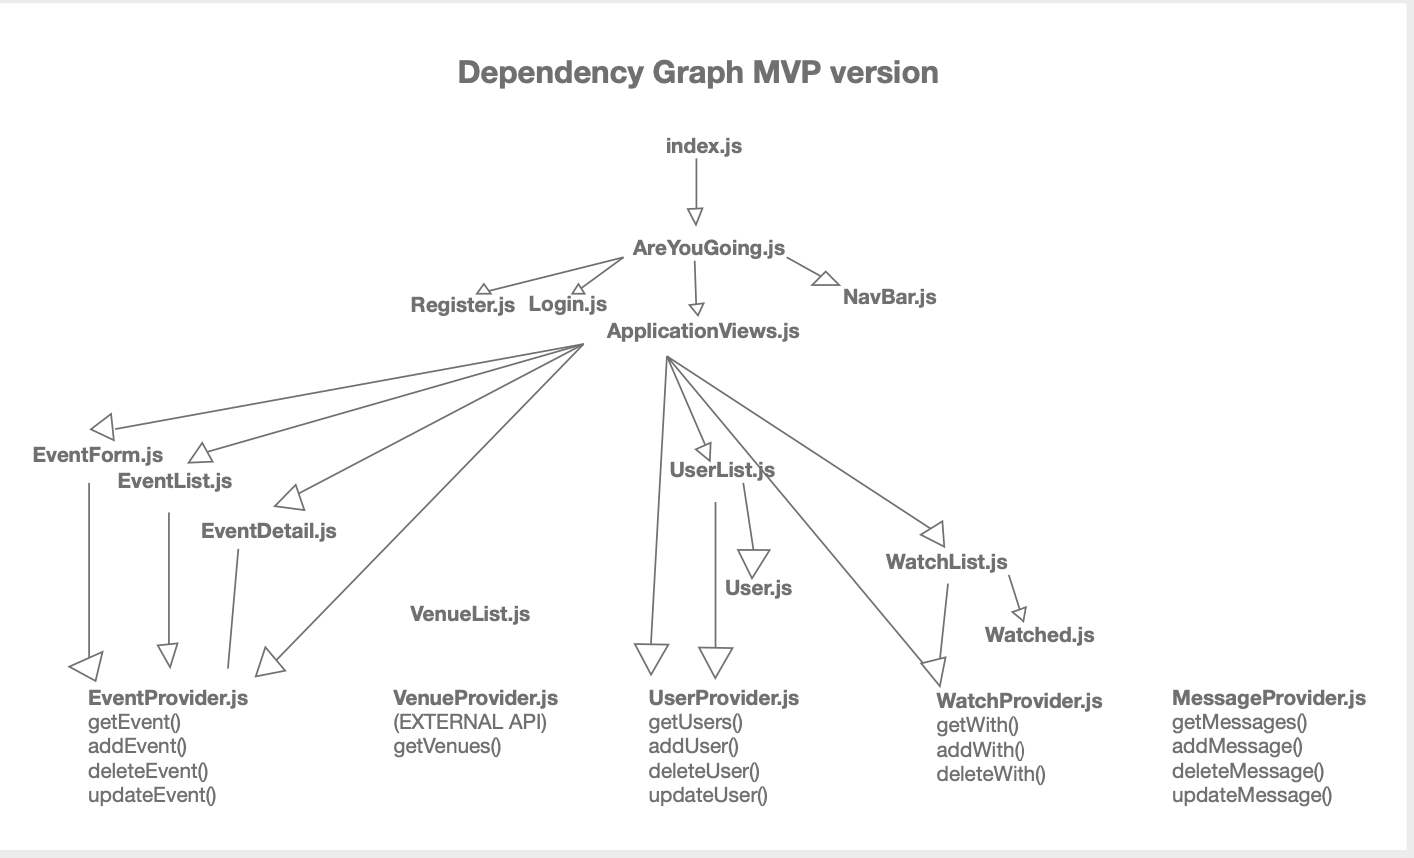 Dependency Graph MVP version
index.js
AreYouGoing.js
Register.js
Login.js
NavBar.js
ApplicationViews.js
EventForm.js
EventList.js
EventDetail.js
UserList.js
User.js
WatchList.js
Watched.js
VenueList.js
EventProvider.js
getEvent()
addEvent()
deleteEvent()
updateEvent()
VenueProvider.js
(EXTERNAL API)
getVenues()
UserProvider.js
getUsers()
addUser()
deleteUser()
updateUser()
WatchProvider.js
getWith()
addWith()
deleteWith()
MessageProvider.js
getMessages()
addMessage()
deleteMessage()
updateMessage()